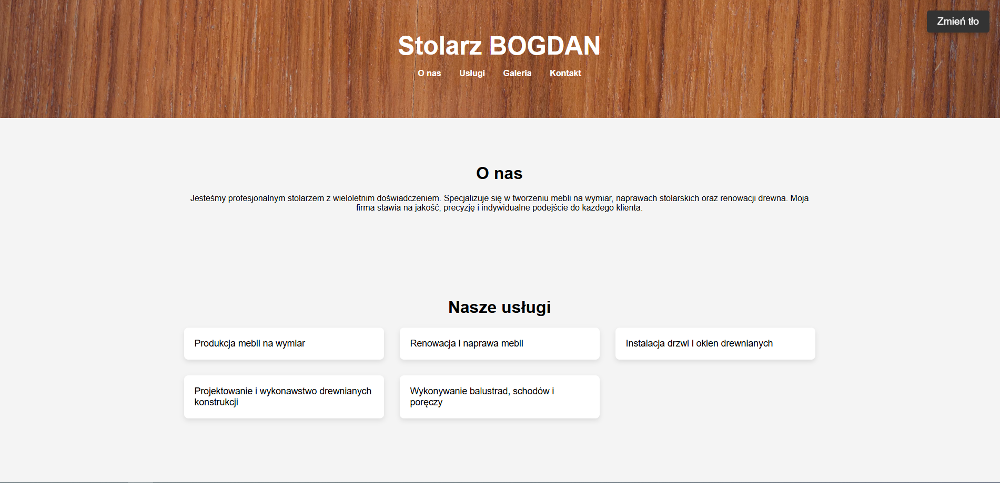 Zmień tło
Stolarz BOGDAN
O nas Usługi Galeria Kontakt
O nas
Jesteśmy profesjonalnym stolarzem z wieloletnim doświadczeniem. Specjalizuje się w tworzeniu mebli na wymiar, naprawach stolarskich oraz renowacji drewna. Moja
firma stawia na jakość, precyzję i indywidualne podejście do każdego klienta.
Nasze usługi
Produkcja mebli na wymiar
Renowacja i naprawa mebli
Instalacja drzwi i okien drewnianych
Projektowanie i wykonawstwo drewnianych
konstrukcji
Wykonywanie balustrad, schodów i
poręczy